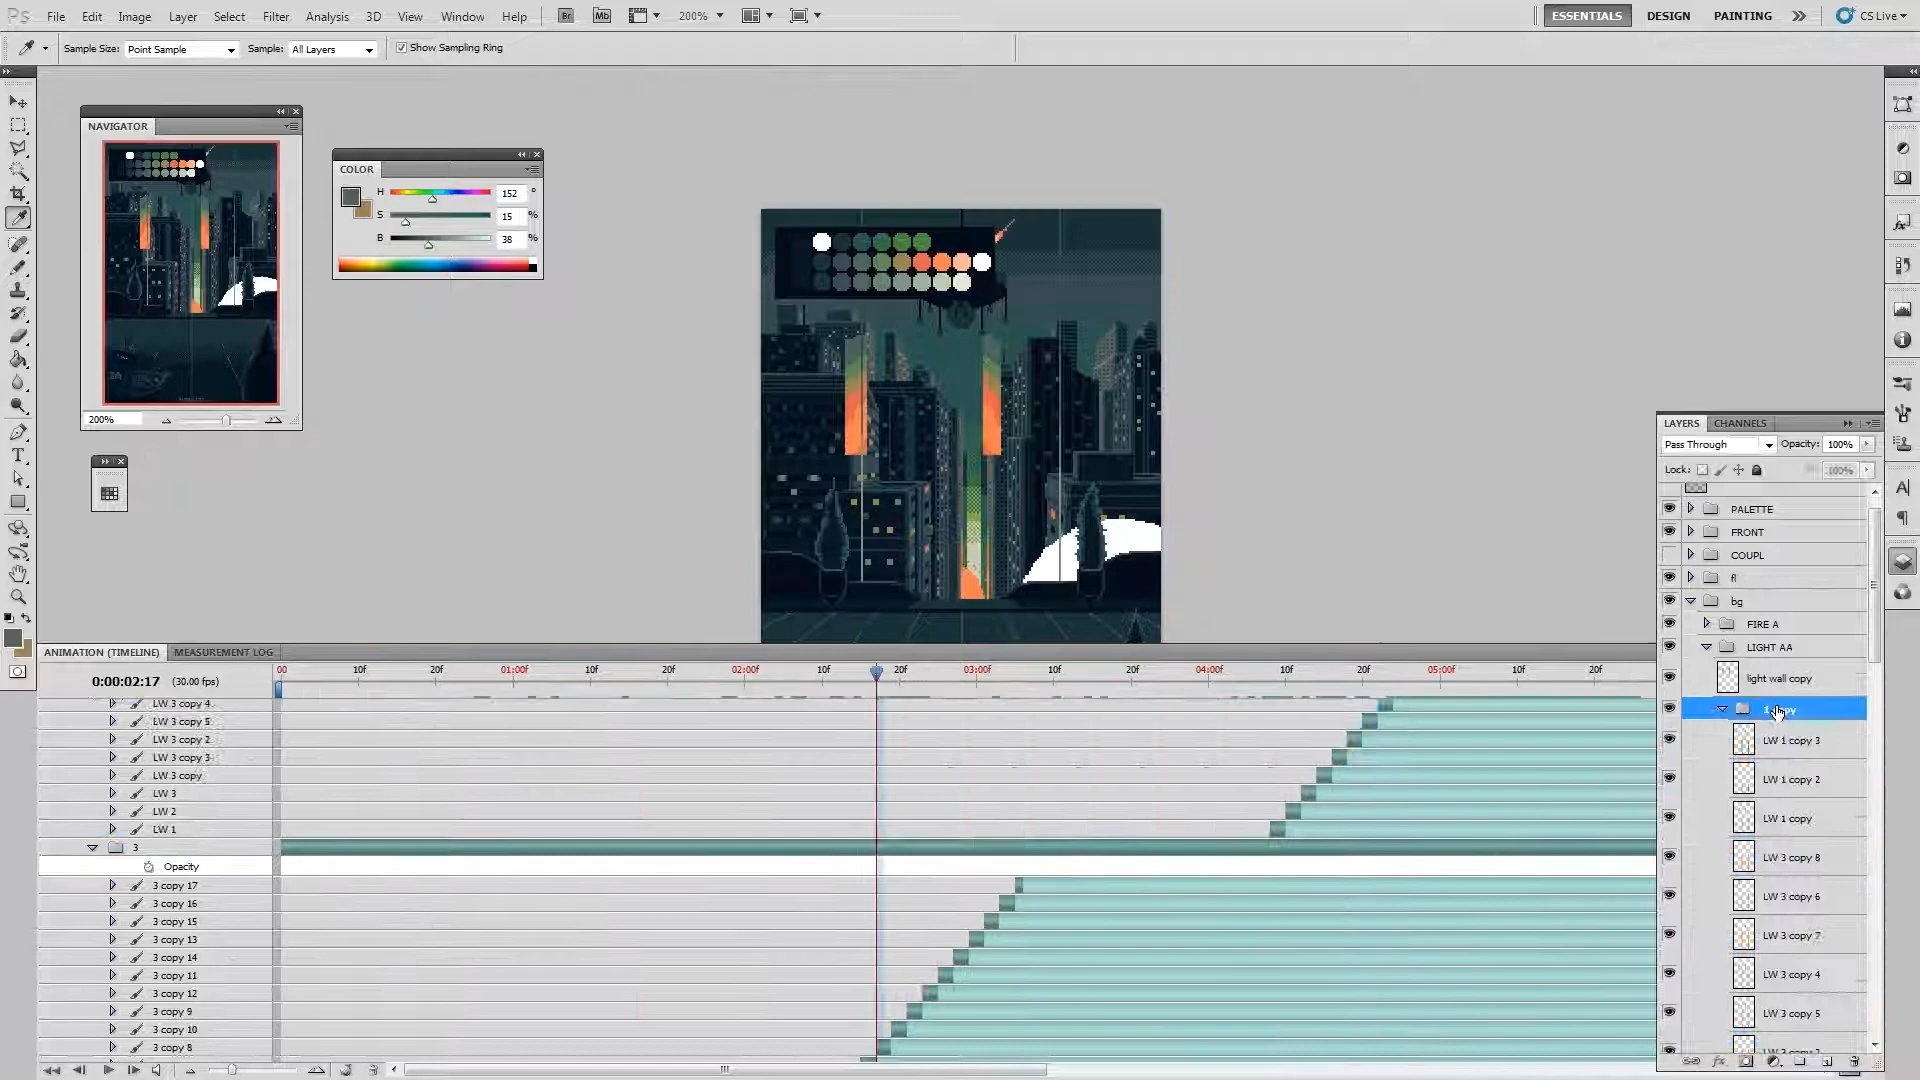 Ps File Edit Image Layer Select Filter Analysis 3D View Window Help Br Mb 200% ESSENTIALS DESIGN PAINTING CS Live
Sample Size: Point Sample Sample: All Layers Show Sampling Ring
NAVIGATOR
200%
COLOR
H 152 °
S 15 %
B 38 %
LAYERS CHANNELS
Pass Through Opacity: 100%
Lock: 100%
PALETTE
FRONT
COUPL
fl
bg
FIRE A
LIGHT AA
light wall copy
LW 1 copy 3
LW 1 copy 2
LW 1 copy
LW 3 copy 8
LW 3 copy 6
LW 3 copy 7
LW 3 copy 4
LW 3 copy 5
ANIMATION (TIMELINE) MEASUREMENT LOG
0:00:02:17 (30.00 fps)
00 10f 20f 01:00f 10f 20f 02:00f 10f 20f 03:00f 10f 20f 04:00f 10f 20f 05:00f 10f 20f
LW 3 copy 4
LW 3 copy 5
LW 3 copy 2
LW 3 copy 3
LW 3 copy
LW 3
LW 2
LW 1
3
Opacity
3 copy 17
3 copy 16
3 copy 15
3 copy 13
3 copy 14
3 copy 11
3 copy 12
3 copy 9
3 copy 10
3 copy 8